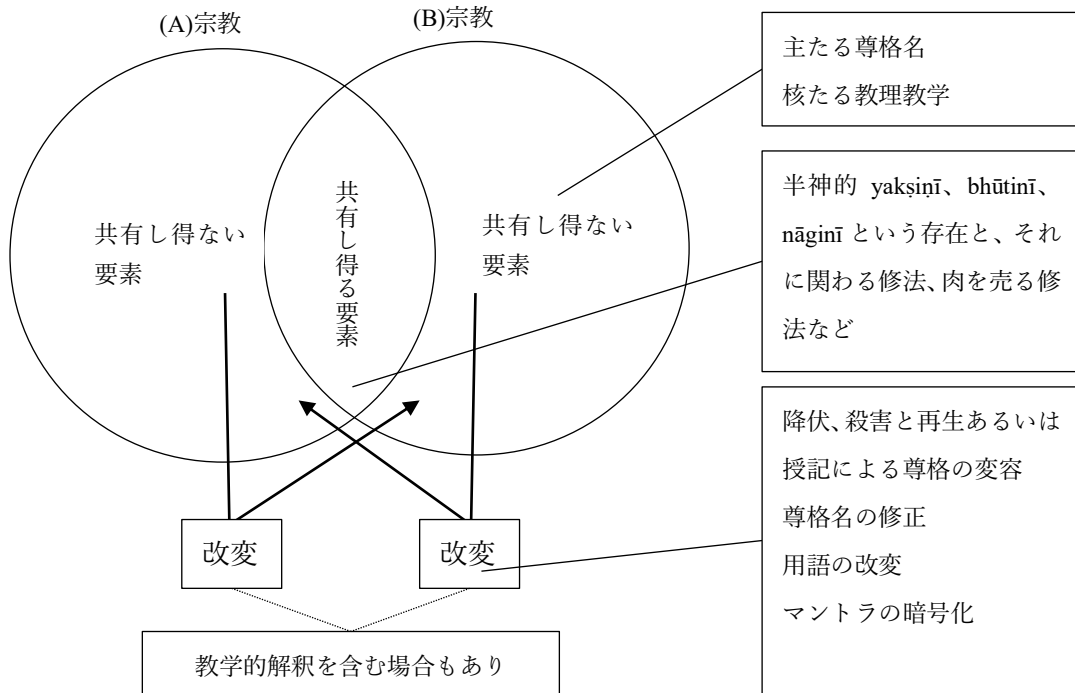 (A)宗教
(B)宗教
共有し得ない
要素
共有し得る要素
共有し得ない
要素
主たる尊格名
核たる教理教学
半神的 yakṣiṇī、bhūtinī、
nāginī という存在と、それ
に関わる修法、肉を売る修
法など
降伏、殺害と再生あるいは
授記による尊格の変容
尊格名の修正
用語の改変
マントラの暗号化
改変
改変
教学的解釈を含む場合もあり